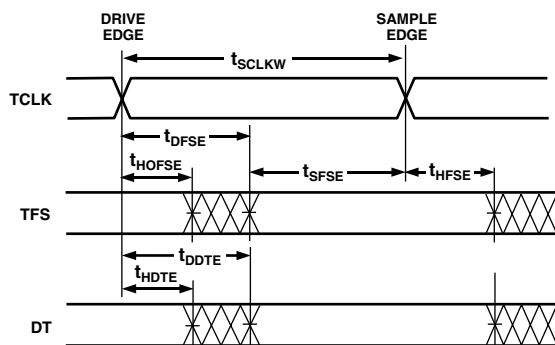 DRIVE EDGE
SAMPLE EDGE
tSCLKW
TCLK
tDFSE
tHOFSE
tSFSE
tHFSE
TFS
tDDTE
tHDTE
DT